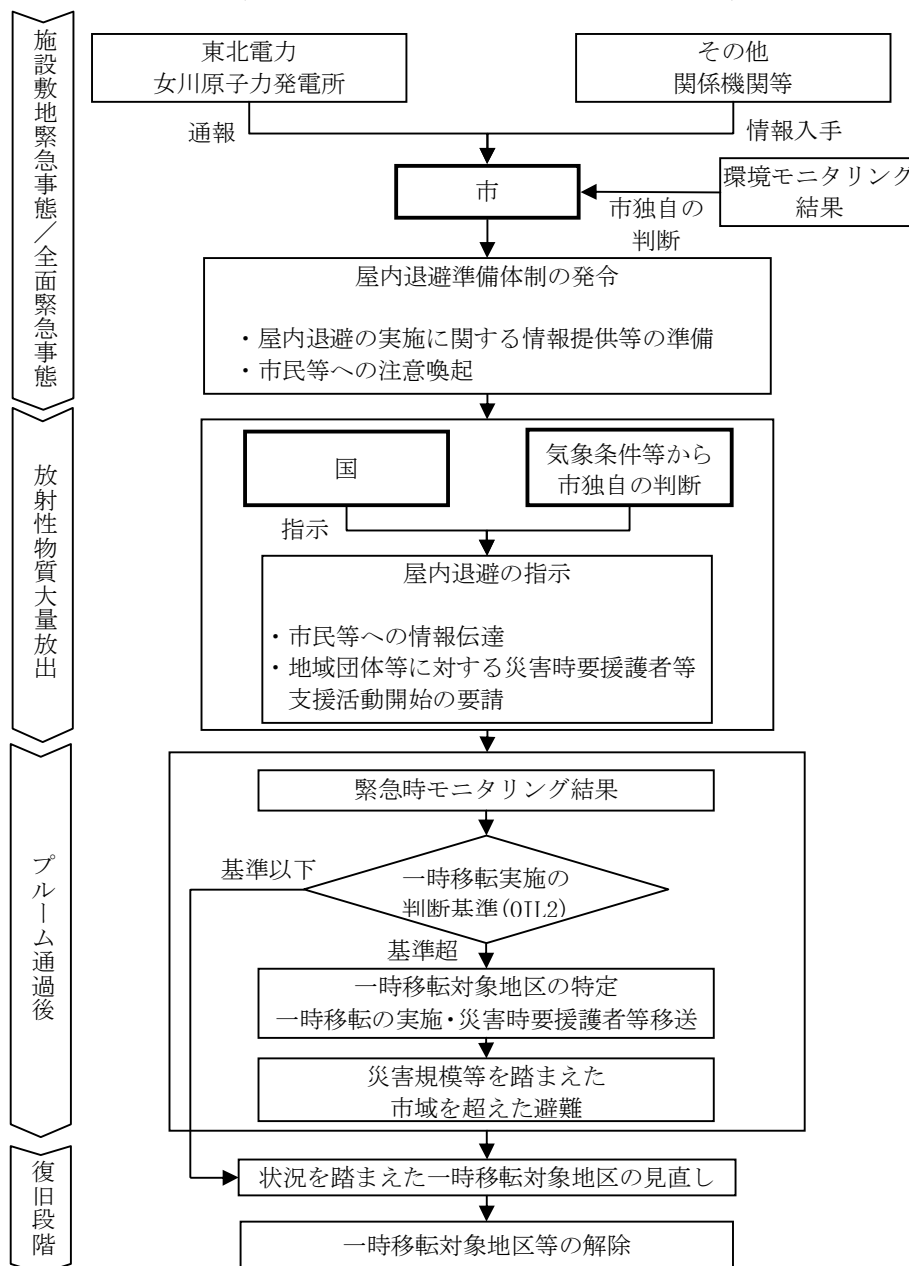 施設敷地緊急事態／全面緊急事態
東北電力
女川原子力発電所
その他
関係機関等
通報
情報入手
市
環境モニタリング
結果
市独自の
判断
屋内退避準備体制の発令
・屋内退避の実施に関する情報提供等の準備
・市民等への注意喚起
放射性物質大量放出
国
気象条件等から
市独自の判断
指示
屋内退避の指示
・市民等への情報伝達
・地域団体等に対する災害時要援護者等
支援活動開始の要請
プルーム通過後
緊急時モニタリング結果
基準以下
一時移転実施の
判断基準(OIL2)
基準超
一時移転対象地区の特定
一時移転の実施・災害時要援護者等移送
災害規模等を踏まえた
市域を超えた避難
復旧段階
状況を踏まえた一時移転対象地区の見直し
一時移転対象地区等の解除